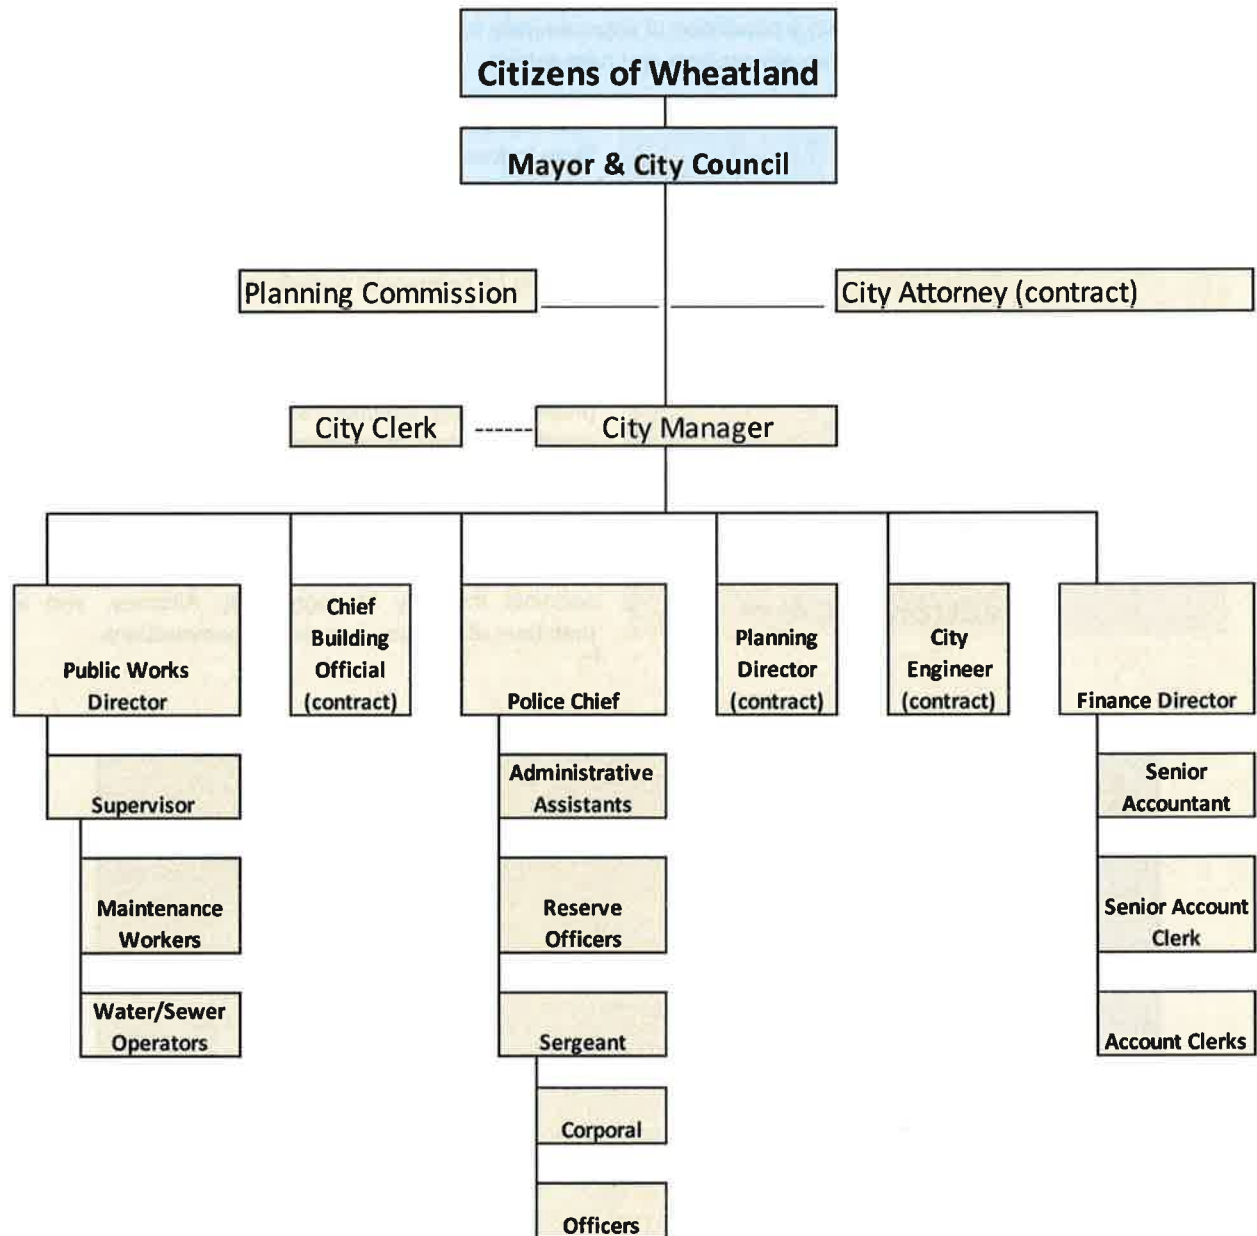 Citizens of Wheatland
Mayor & City Council
Planning Commission
City Attorney (contract)
City Clerk
City Manager
Public Works
Director
Chief
Building
Official
(contract)
Police Chief
Planning
Director
(contract)
City
Engineer
(contract)
Finance Director
Supervisor
Administrative
Assistants
Senior
Accountant
Maintenance
Workers
Reserve
Officers
Senior Account
Clerk
Water/Sewer
Operators
Sergeant
Account Clerks
Corporal
Officers